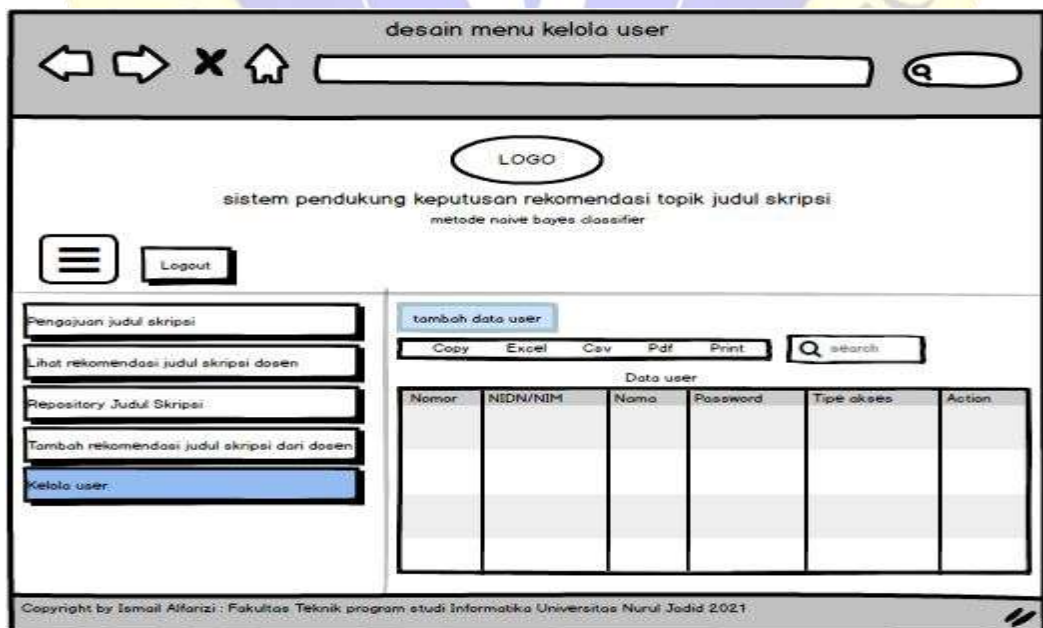 desain menu kelola user
LOGO
sistem pendukung keputusan rekomendasi topik judul skripsi
metode naive bayes classifier
Logout
Pengajuan judul skripsi
Lihat rekomendasi judul skripsi dosen
Repository Judul Skripsi
Tambah rekomendasi judul skripsi dari dosen
Kelola user
tambah data user
Copy Excel Csv Pdf Print
search
Data user
Nomor NIDN/NIM Nama Password Tipe akses Action
Copyright by Ismail Alfarizi : Fakultas Teknik program studi Informatika Universitas Nurul Jadid 2021